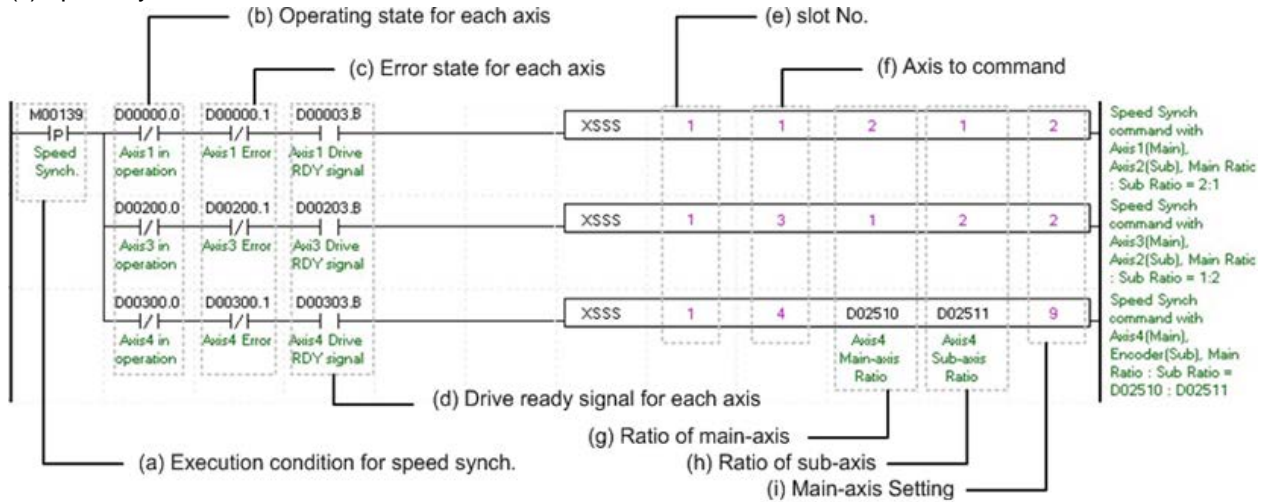 (b) Operating state for each axis
(e) slot No.
(c) Error state for each axis
(f) Axis to command
M00139
D00000.0
D00000.1
D00003.B
P
Speed
Synch.
Axis1 in
operation
Axis1 Error
Axis1 Drive
RDY signal
XSSS 1 1 2 1 2
Speed Synch
command with
Axis1(Main),
Axis2(Sub), Main Ratio
: Sub Ratio = 2:1
D00200.0
D00200.1
D00203.B
Axis3 in
operation
Axis3 Error
Axi3 Drive
RDY signal
XSSS 1 3 1 2 2
Speed Synch
command with
Axis3(Main),
Axis2(Sub), Main Ratio
: Sub Ratio = 1:2
D00300.0
D00300.1
D00303.B
Axis4 in
operation
Axis4 Error
Axis4 Drive
RDY signal
XSSS 1 4 D02510 D02511 9
Axis4
Main-axis
Ratio
Axis4
Sub-axis
Ratio
Speed Synch
command with
Axis4(Main),
Encoder(Sub), Main
Ratio : Sub Ratio =
D02510 : D02511
(d) Drive ready signal for each axis
(g) Ratio of main-axis
(a) Execution condition for speed synch.
(h) Ratio of sub-axis
(i) Main-axis Setting